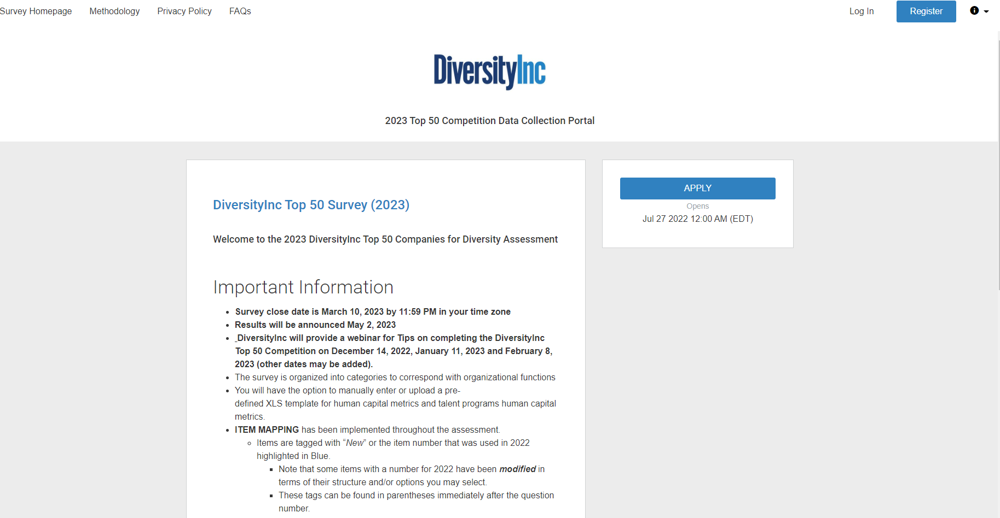 Survey Homepage Methodology Privacy Policy FAQs Log In Register
DiversityInc
2023 Top 50 Competition Data Collection Portal
DiversityInc Top 50 Survey (2023)
Welcome to the 2023 DiversityInc Top 50 Companies for Diversity Assessment
Important Information
• Survey close date is March 10, 2023 by 11:59 PM in your time zone
• Results will be announced May 2, 2023
• DiversityInc will provide a webinar for Tips on completing the DiversityInc
Top 50 Competition on December 14, 2022, January 11, 2023 and February 8,
2023 (other dates may be added).
• The survey is organized into categories to correspond with organizational functions
• You will have the option to manually enter or upload a pre-
defined XLS template for human capital metrics and talent programs human capital
metrics.
• ITEM MAPPING has been implemented throughout the assessment.
◦ Items are tagged with “New” or the item number that was used in 2022
highlighted in Blue.
▪ Note that some items with a number for 2022 have been modified in
terms of their structure and/or options you may select.
▪ These tags can be found in parentheses immediately after the question
number.
APPLY
Opens
Jul 27 2022 12:00 AM (EDT)